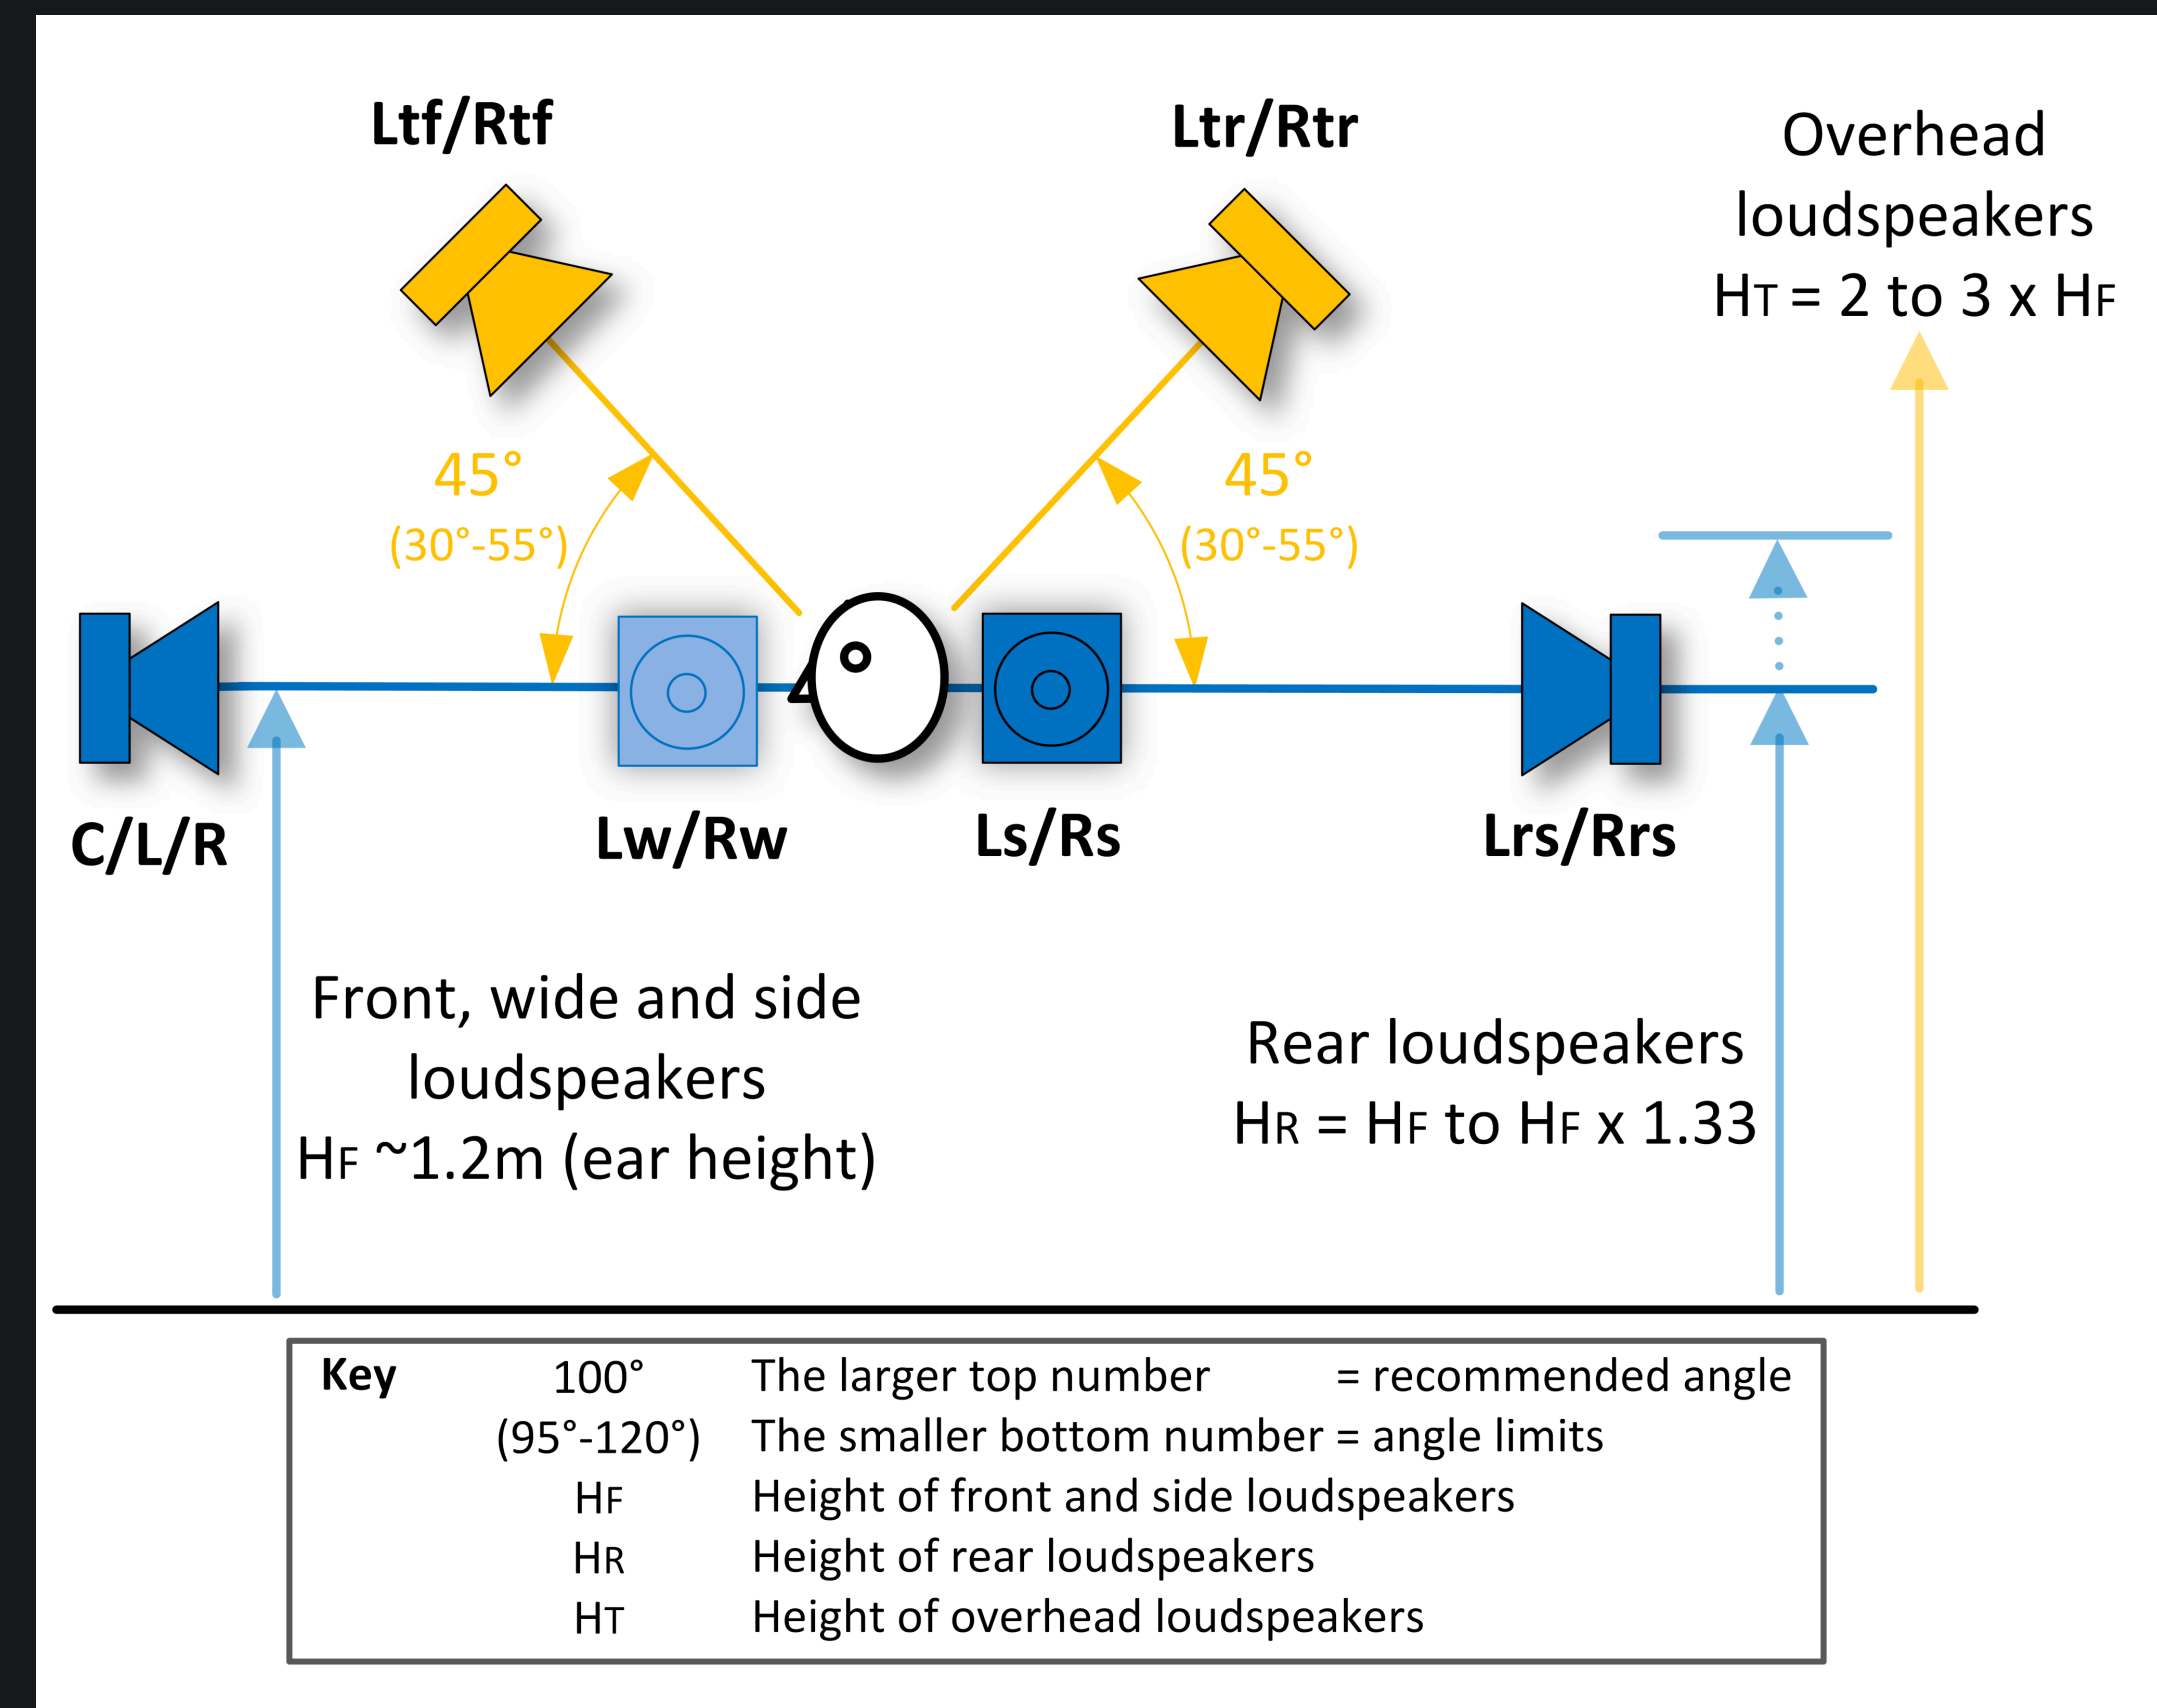 Ltf/Rtf
Ltr/Rtr
Overhead
loudspeakers
HT = 2 to 3 x HF
45°
(30°-55°)
45°
(30°-55°)
C/L/R
Lw/Rw
Ls/Rs
Lrs/Rrs
Front, wide and side
loudspeakers
HF ~1.2m (ear height)
Rear loudspeakers
HR = HF to HF x 1.33
Key 100° The larger top number = recommended angle
(95°-120°) The smaller bottom number = angle limits
HF Height of front and side loudspeakers
HR Height of rear loudspeakers
HT Height of overhead loudspeakers